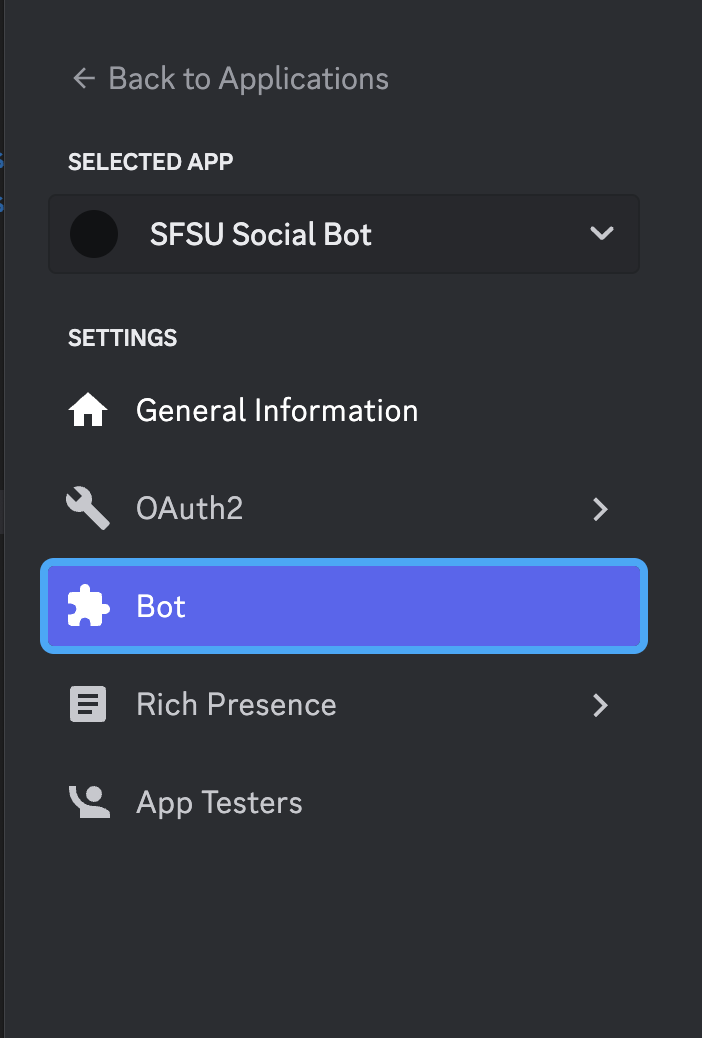 ← Back to Applications
SELECTED APP
SFSU Social Bot
SETTINGS
General Information
OAuth2
Bot
Rich Presence
App Testers